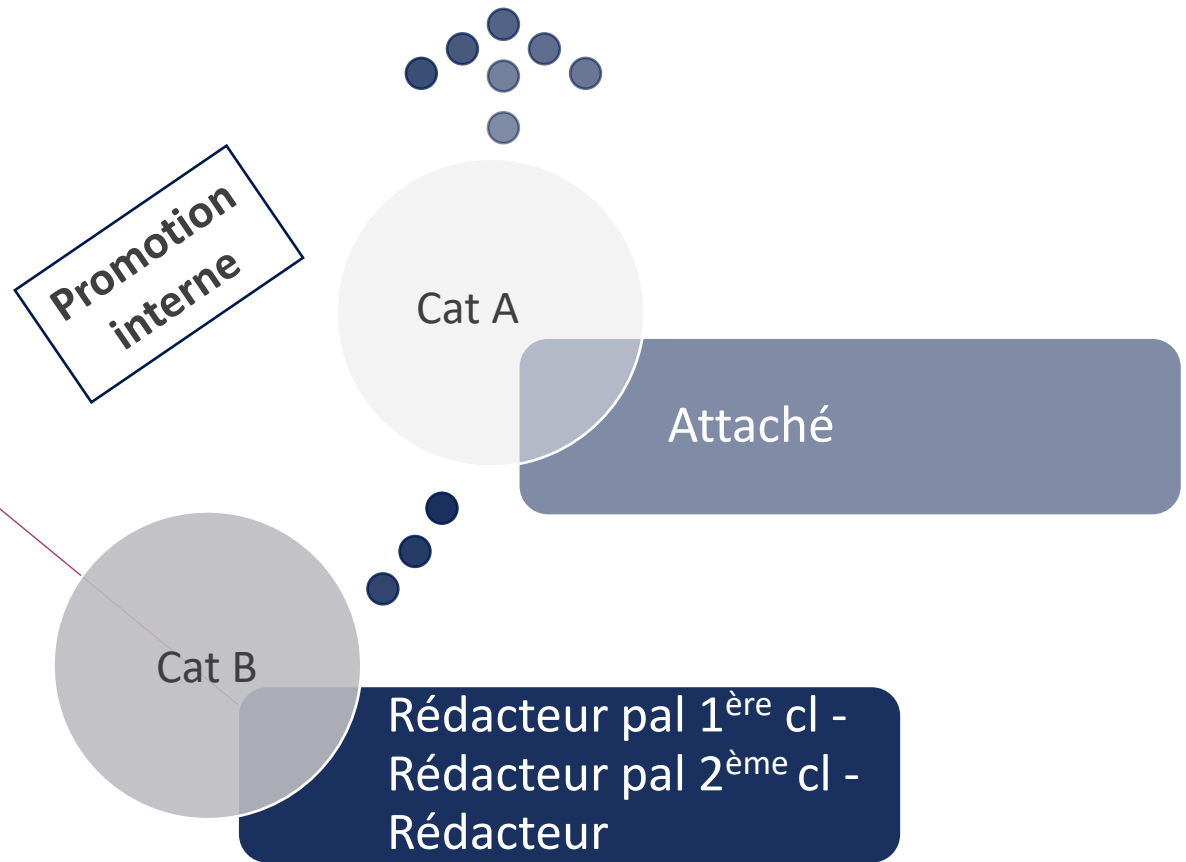 Promotion
interne
Cat A
Attaché
Cat B
Rédacteur pal 1ère cl -
Rédacteur pal 2ème cl -
Rédacteur